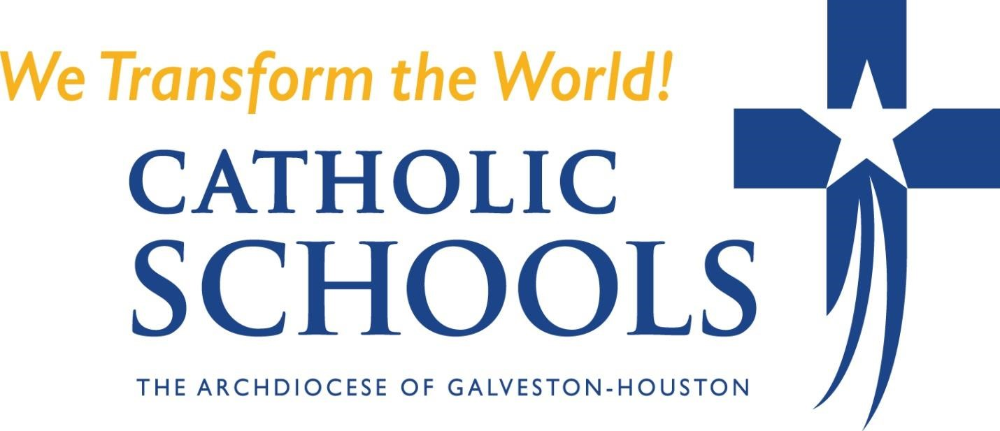 We Transform the World!
CATHOLIC
SCHOOLS
THE ARCHDIOCESE OF GALVESTON-HOUSTON